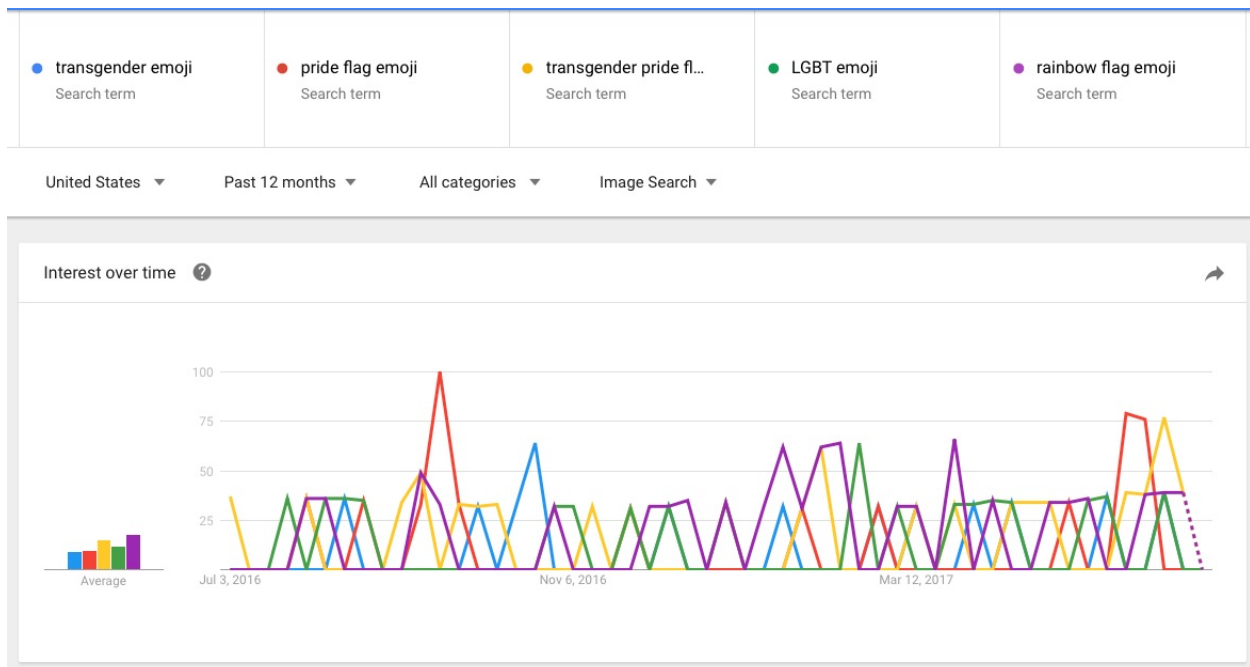 transgender emoji
Search term
pride flag emoji
Search term
transgender pride fl...
Search term
LGBT emoji
Search term
rainbow flag emoji
Search term
United States
Past 12 months
All categories
Image Search
Interest over time ?
100
75
50
25
Average
Jul 3, 2016
Nov 6, 2016
Mar 12, 2017